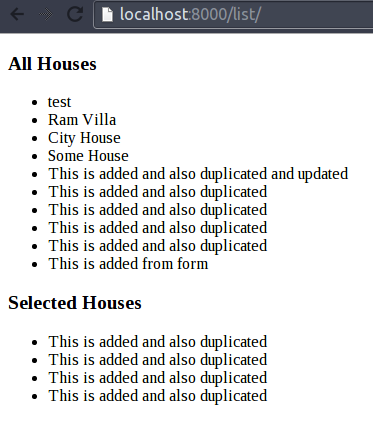 localhost:8000/list/
All Houses
test
Ram Villa
City House
Some House
This is added and also duplicated and updated
This is added and also duplicated
This is added and also duplicated
This is added and also duplicated
This is added and also duplicated
This is added from form
Selected Houses
This is added and also duplicated
This is added and also duplicated
This is added and also duplicated
This is added and also duplicated